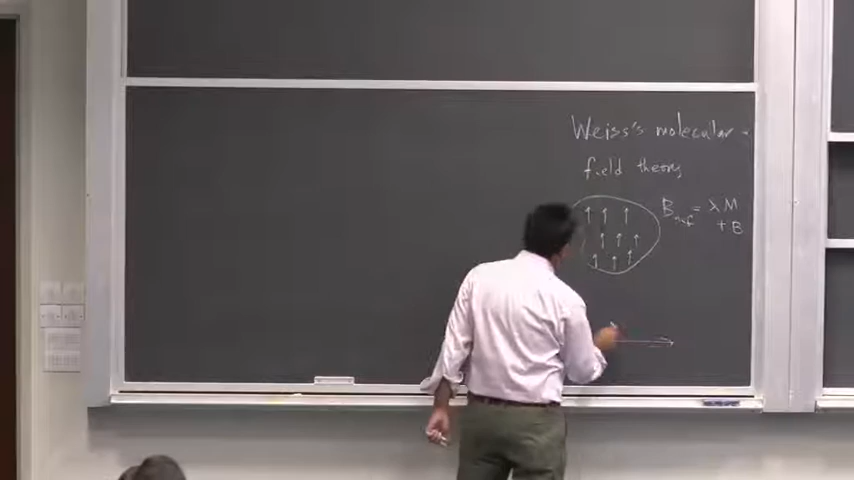 Weiss's molecular -
field theory
B_mf = λM
+ B